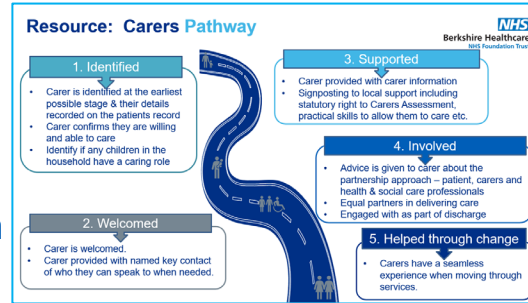 Resource: Carers Pathway
NHS
Berkshire Healthcare
NHS Foundation Trust
1. Identified
• Carer is identified at the earliest
possible stage & their details
recorded on the patients record
• Carer confirms they are willing
and able to care
• Identify if any children in the
household have a caring role
2. Welcomed
• Carer is welcomed.
• Carer provided with named key contact
of who they can speak to when needed.
3. Supported
• Carer provided with carer information
• Signposting to local support including
statutory right to Carers Assessment,
practical skills to allow them to care etc.
4. Involved
• Advice is given to carer about the
partnership approach – patient, carers and
health & social care professionals
• Equal partners in delivering care
• Engaged with as part of discharge
5. Helped through change
• Carers have a seamless
experience when moving through
services.